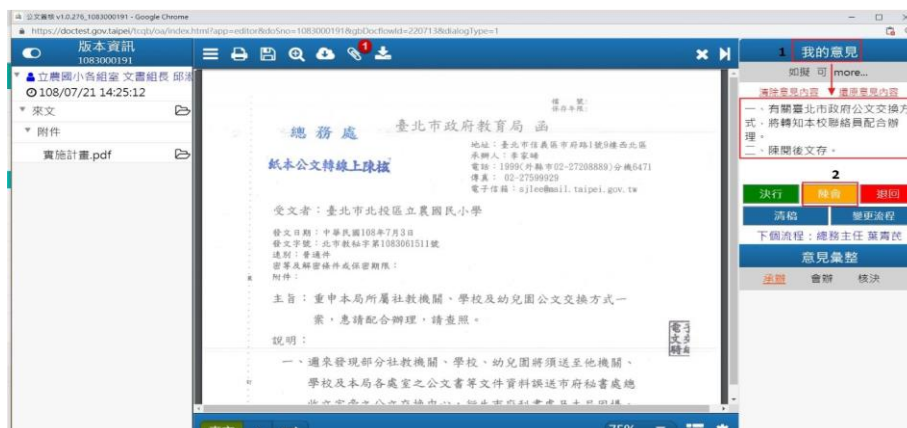 公文簽核 v1.0.276_1083000191 - Google Chrome
https://doctest.gov.taipei/tcqb/oa/index.html?app=editor&doSno=1083000191&gbDocflowId=220713&dialogType=1
版本資訊
1083000191
立農國小各組室 文書組長 邱淑
108/07/21 14:25:12
來文
附件
實施計畫.pdf
1
檔 號:
保存年限:
總務處
臺北市政府教育局 函
紙本公文轉線上陳核
地址：臺北市信義區市府路1號8樓西北區
承辦人：李家
電話：1999(外縣市02-27208889)分機6471
傳真：02-27599929
電子信箱：sjlee@mail.taipei.gov.tw
受文者：臺北市北投區立農國民小學
發文日期：中華民國108年7月3日
發文字號：北市教秘字第1083061511號
速別：普通件
密等及解密條件或保密期限：
附件：
主旨：重申本局所屬社教機關、學校及幼兒園公文交換方式一
案，惠請配合辦理，請查照。
說明：
一、邇來發現部分社教機關、學校、幼兒園將須送至他機關、
學校及本局各處室之公文書等文件資料誤送市府秘書處總
75%
1 我的意見
如擬 可 more...
清除意見內容 還原意見內容
一、有關臺北市政府公文交換方
式，將轉知本校聯絡員配合辦
理。
二、陳閱後文存。
2
決行 陳會 退回
清稿 變更流程
下個流程：總務主任 葉菁
意見彙整
承辦 會辦 核決